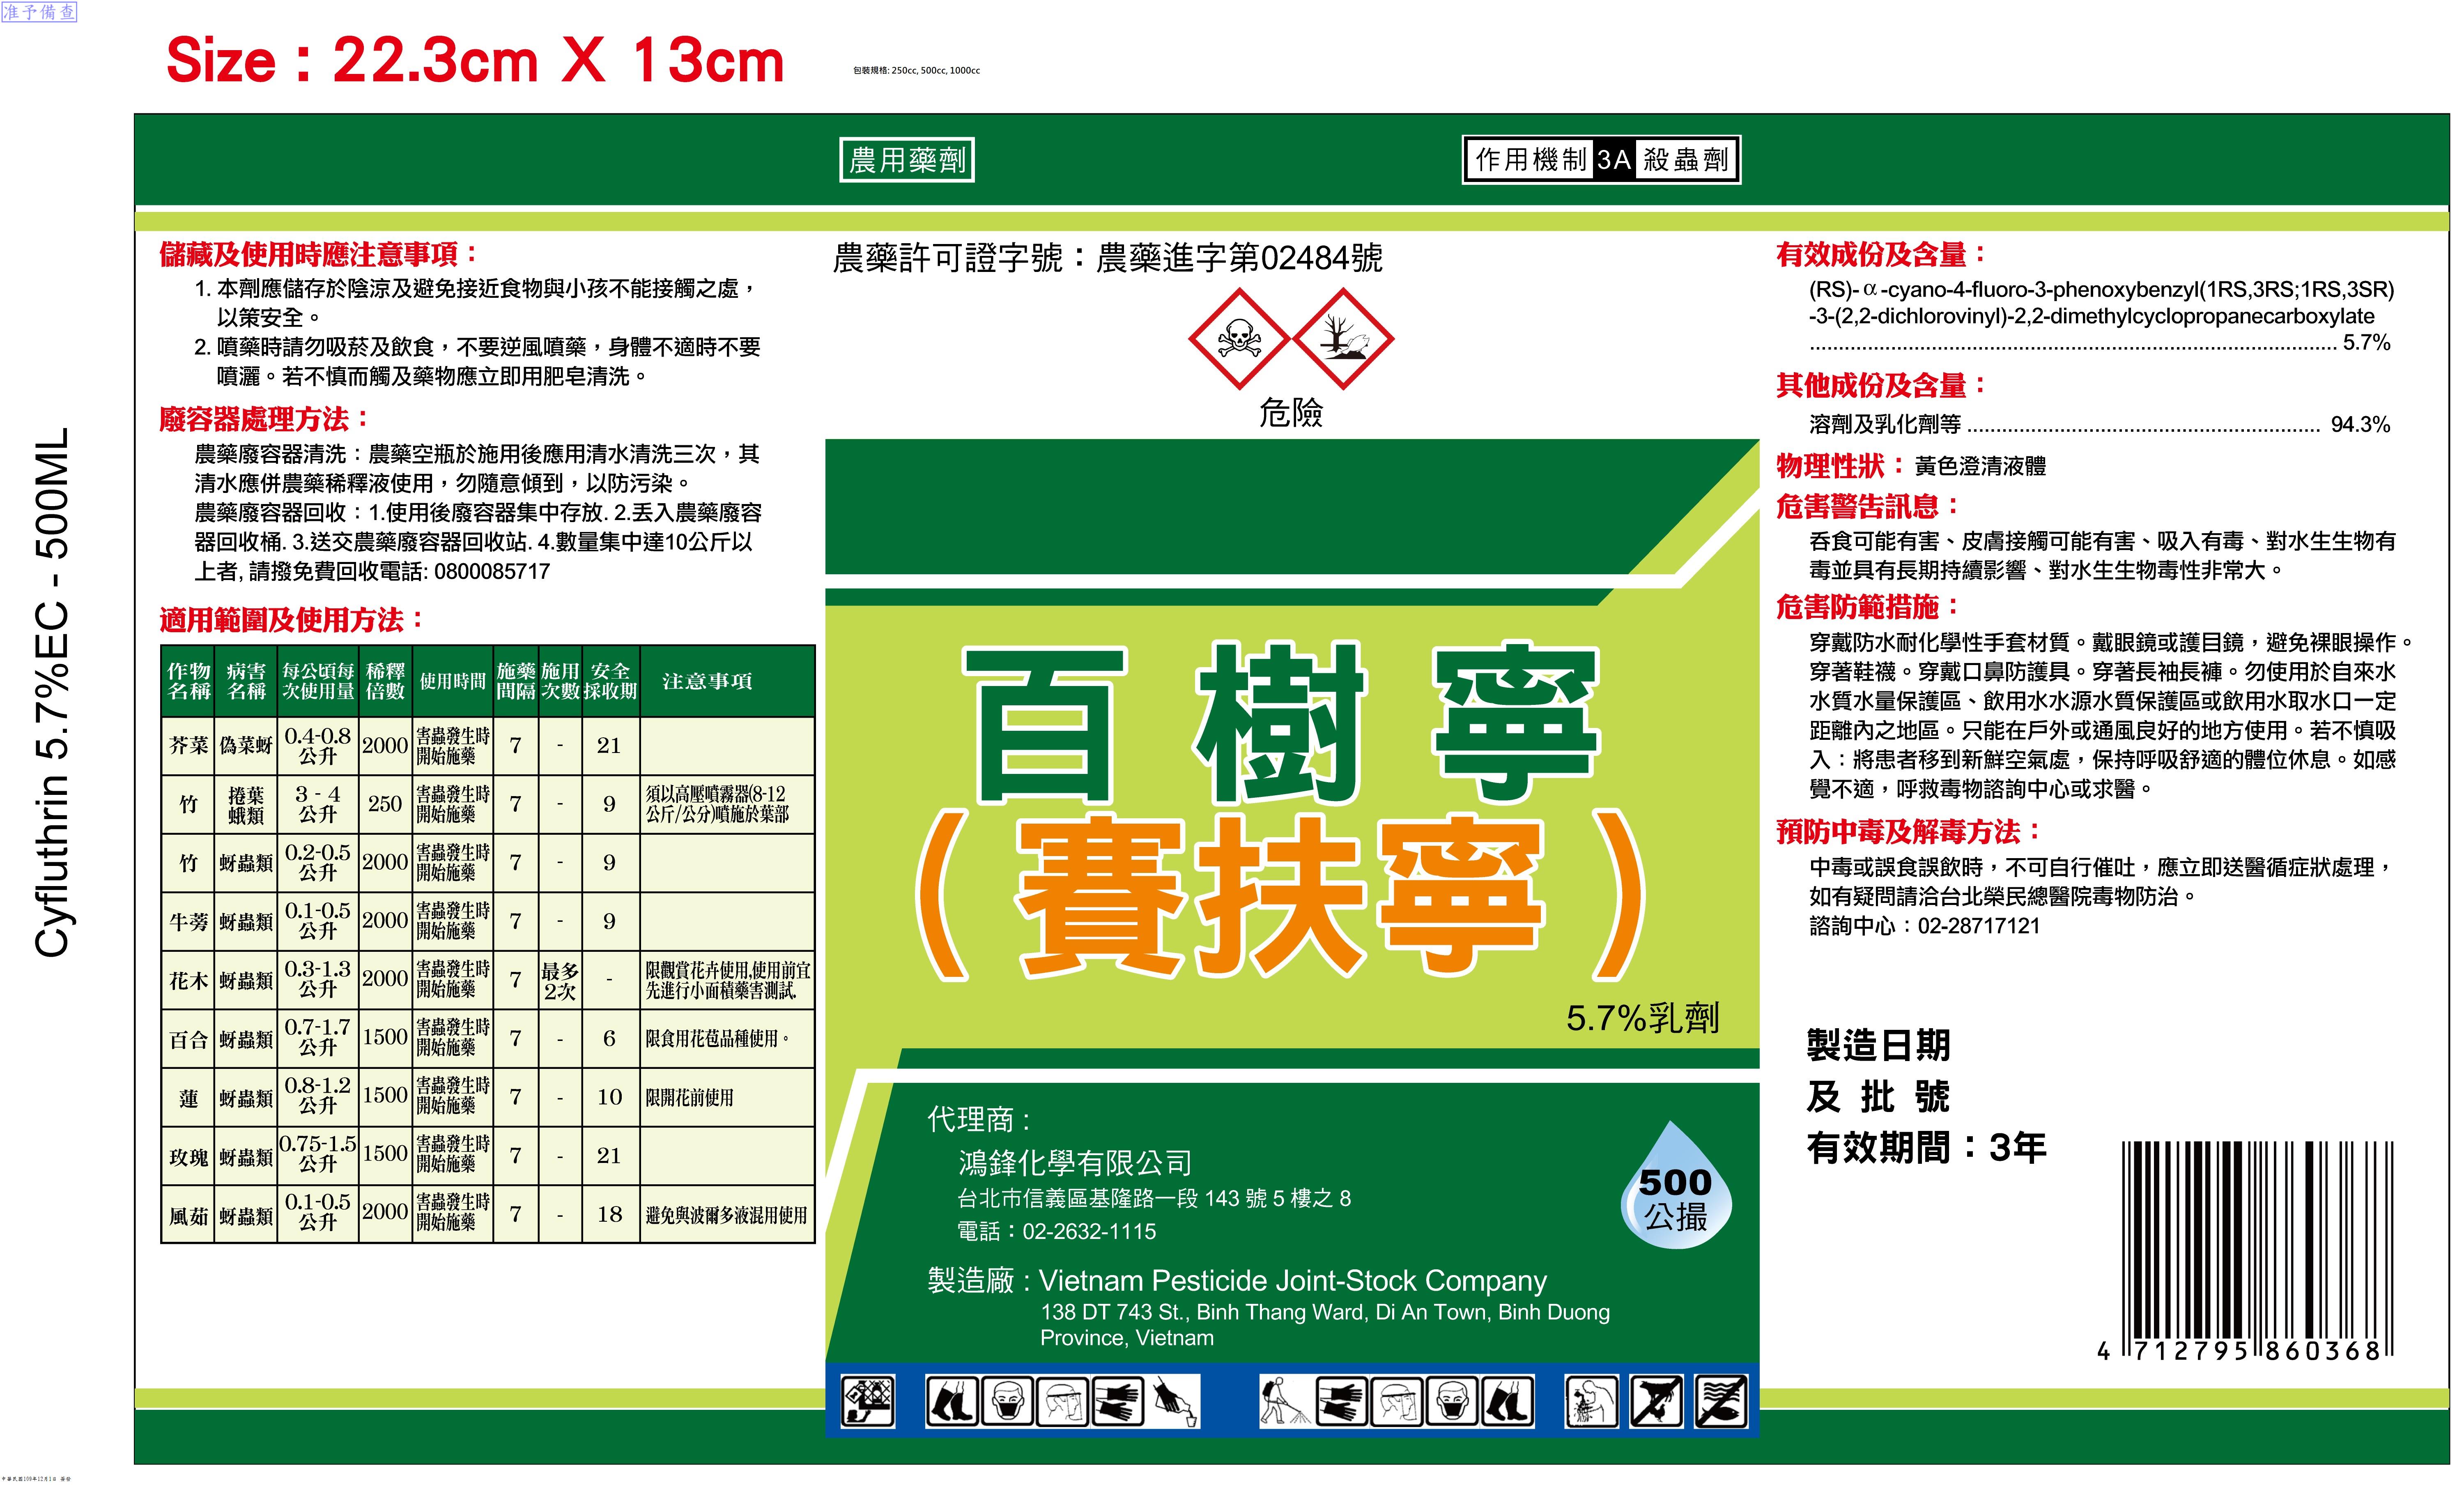 准予備查
Size : 22.3cm X 13cm
包裝規格: 250cc, 500cc, 1000cc
Cyfluthrin 5.7%EC - 500ML
農用藥劑
作用機制 3A 殺蟲劑
儲藏及使用時應注意事項：
1. 本劑應儲存於陰涼及避免接近食物與小孩不能接觸之處，
以策安全。
2. 噴藥時請勿吸菸及飲食，不要逆風噴藥，身體不適時不要
噴灑。若不慎而觸及藥物應立即用肥皂清洗。
廢容器處理方法：
農藥廢容器清洗：農藥空瓶於施用後應用清水清洗三次，其
清水應併農藥稀釋液使用，勿隨意傾到，以防污染。
農藥廢容器回收：1.使用後廢容器集中存放. 2.丟入農藥廢容
器回收桶. 3.送交農藥廢容器回收站. 4.數量集中達10公斤以
上者, 請撥免費回收電話: 0800085717
適用範圍及使用方法：
作物名稱 病害名稱 每公頃每次使用量 稀釋倍數 使用時間 施藥間隔 施用次數 安全採收期 注意事項
芥菜 偽菜蚜 0.4-0.8公升 2000 害蟲發生時開始施藥 7 - 21
竹 捲葉蛾類 3 - 4公升 250 害蟲發生時開始施藥 7 - 9 須以高壓噴霧器(8-12公斤/公分)噴施於葉部
竹 蚜蟲類 0.2-0.5公升 2000 害蟲發生時開始施藥 7 - 9
牛蒡 蚜蟲類 0.1-0.5公升 2000 害蟲發生時開始施藥 7 - 9
花木 蚜蟲類 0.3-1.3公升 2000 害蟲發生時開始施藥 7 最多2次 - 限觀賞花卉使用,使用前宜先進行小面積藥害測試.
百合 蚜蟲類 0.7-1.7公升 1500 害蟲發生時開始施藥 7 - 6 限食用花苞品種使用。
蓮 蚜蟲類 0.8-1.2公升 1500 害蟲發生時開始施藥 7 - 10 限開花前使用
玫瑰 蚜蟲類 0.75-1.5公升 1500 害蟲發生時開始施藥 7 - 21
風茹 蚜蟲類 0.1-0.5公升 2000 害蟲發生時開始施藥 7 - 18 避免與波爾多液混用使用
農藥許可證字號：農藥進字第02484號
危險
百樹寧
（賽扶寧）
5.7%乳劑
代理商 :
鴻鋒化學有限公司
台北市信義區基隆路一段 143 號 5 樓之 8
電話：02-2632-1115
500
公撮
製造廠 : Vietnam Pesticide Joint-Stock Company
138 DT 743 St., Binh Thang Ward, Di An Town, Binh Duong
Province, Vietnam
有效成份及含量：
(RS)-α-cyano-4-fluoro-3-phenoxybenzyl(1RS,3RS;1RS,3SR)
-3-(2,2-dichlorovinyl)-2,2-dimethylcyclopropanecarboxylate
........ 5.7%
其他成份及含量：
溶劑及乳化劑等 ........ 94.3%
物理性狀：黃色澄清液體
危害警告訊息：
吞食可能有害、皮膚接觸可能有害、吸入有毒、對水生生物有
毒並具有長期持續影響、對水生生物毒性非常大。
危害防範措施：
穿戴防水耐化學性手套材質。戴眼鏡或護目鏡，避免裸眼操作。
穿著鞋襪。穿戴口鼻防護具。穿著長袖長褲。勿使用於自來水
水質水量保護區、飲用水水源水質保護區或飲用水取水口一定
距離內之地區。只能在戶外或通風良好的地方使用。若不慎吸
入：將患者移到新鮮空氣處，保持呼吸舒適的體位休息。如感
覺不適，呼救毒物諮詢中心或求醫。
預防中毒及解毒方法：
中毒或誤食誤飲時，不可自行催吐，應立即送醫循症狀處理，
如有疑問請洽台北榮民總醫院毒物防治。
諮詢中心：02-28717121
製造日期
及 批 號
有效期間：3年
4 712795 860368